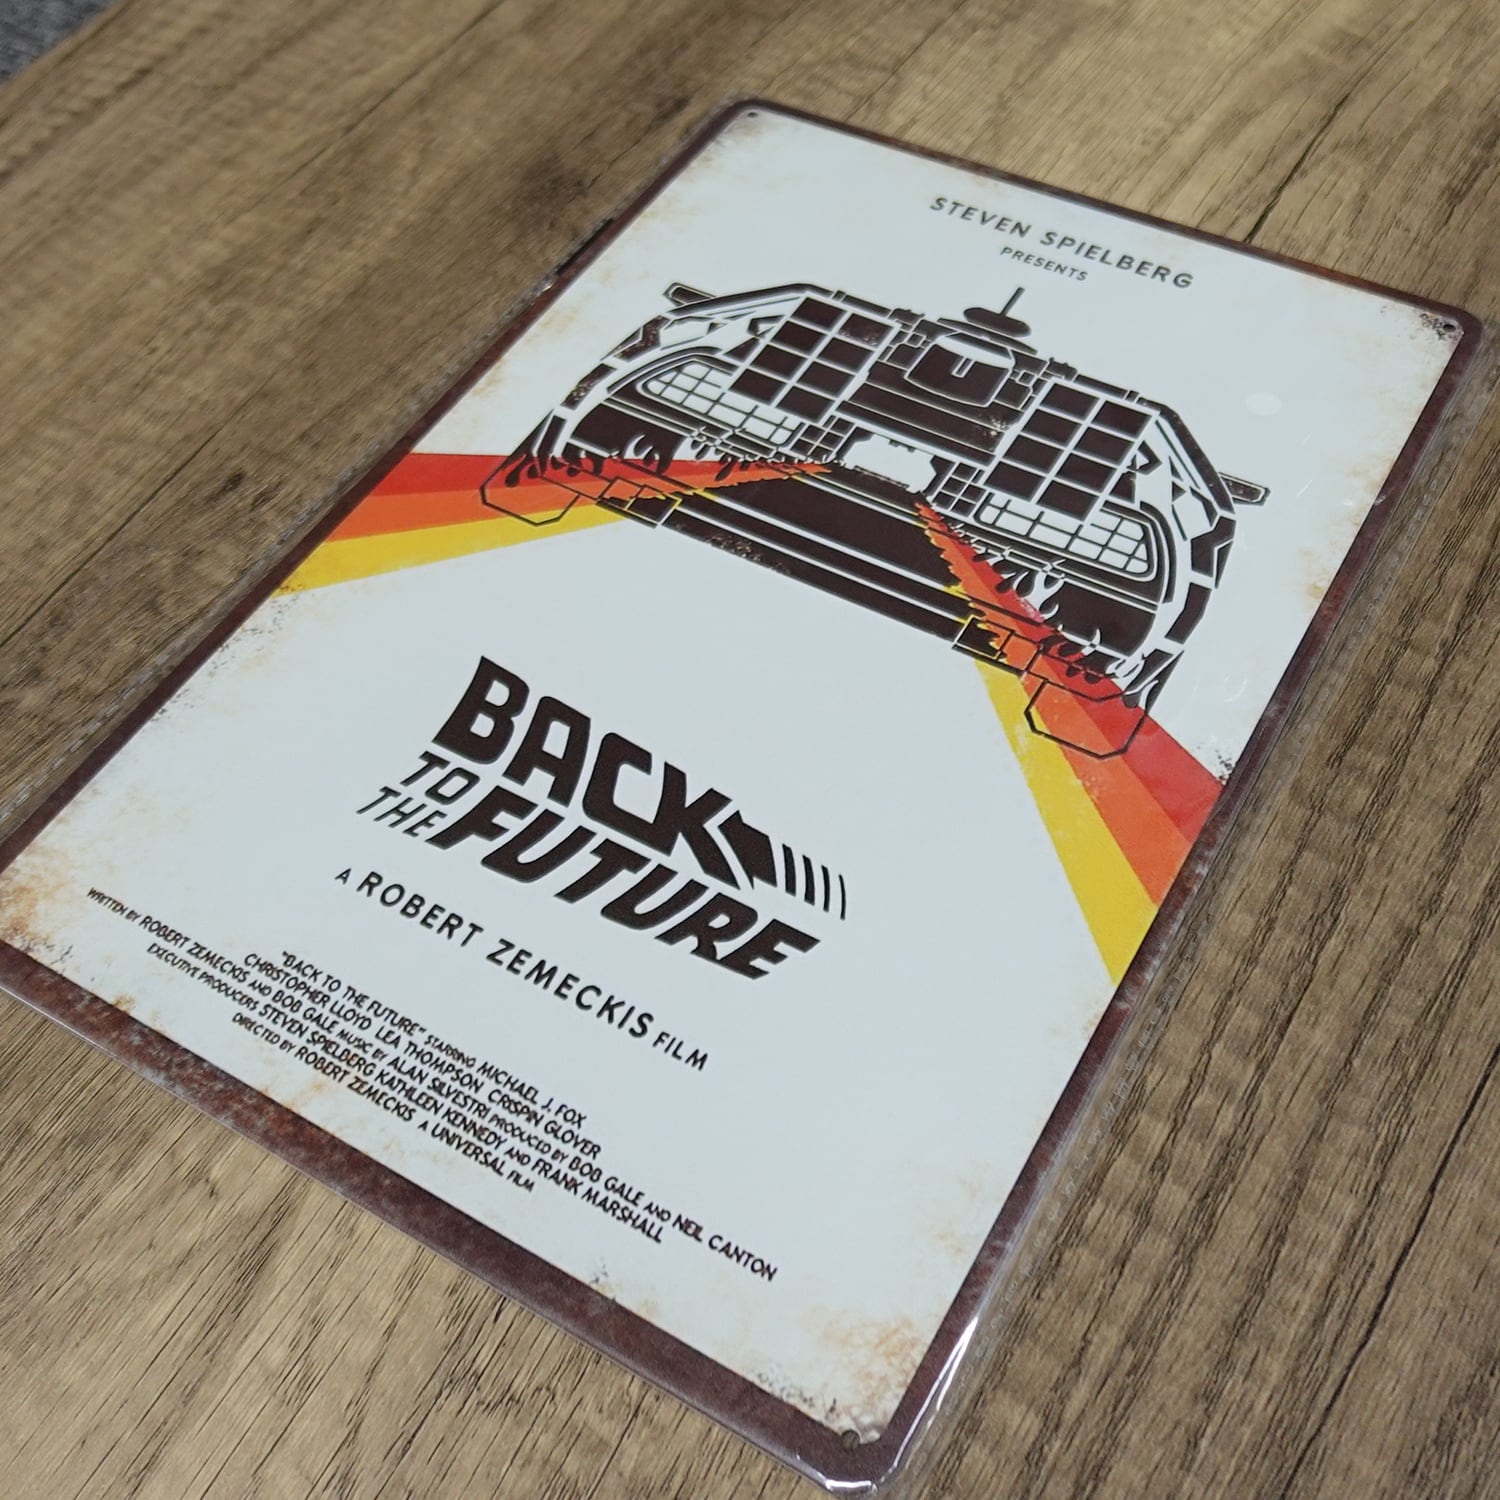 STEVEN SPIELBERG
PRESENTS
BACK
TO
THE FUTURE
A ROBERT ZEMECKIS FILM
"BACK TO THE FUTURE" STARRING MICHAEL J. FOX
CHRISTOPHER LLOYD LEA THOMPSON CRISPIN GLOVER
WRITTEN BY ROBERT ZEMECKIS AND BOB GALE MUSIC BY ALAN SILVESTRI PRODUCED BY BOB GALE AND NEIL CANTON
EXECUTIVE PRODUCERS STEVEN SPIELBERG KATHLEEN KENNEDY AND FRANK MARSHALL
DIRECTED BY ROBERT ZEMECKIS A UNIVERSAL FILM